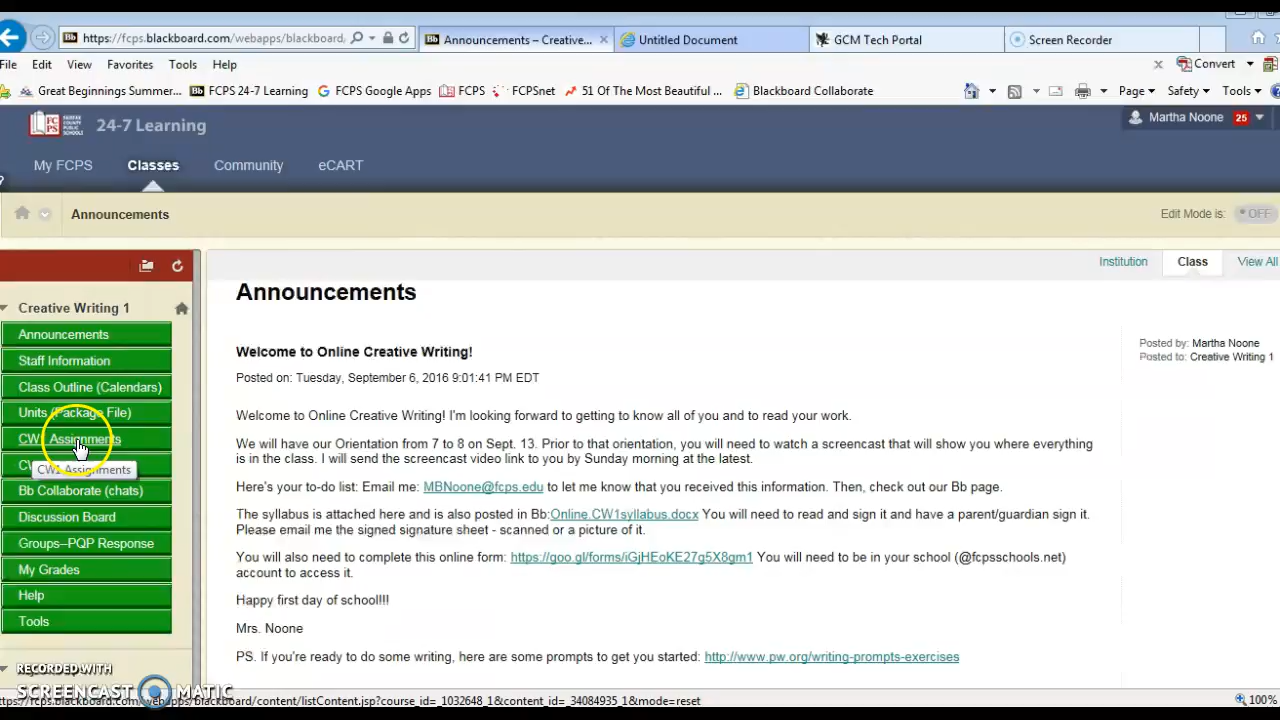 https://fcps.blackboard.com/webapps/blackboard/
Bb Announcements – Creative...
Untitled Document
GCM Tech Portal
Screen Recorder
File Edit View Favorites Tools Help
Convert
Great Beginnings Summer...
Bb FCPS 24-7 Learning
FCPS Google Apps
FCPS
FCPSnet
51 Of The Most Beautiful ...
Blackboard Collaborate
Page
Safety
Tools
24-7 Learning
Martha Noone 25
My FCPS
Classes
Community
eCART
Announcements
Edit Mode is: OFF
Institution
Class
View All
Creative Writing 1
Announcements
Staff Information
Class Outline (Calendars)
Units (Package File)
CW Assignments
CW1 Assignments
Bb Collaborate (chats)
Discussion Board
Groups--PQP Response
My Grades
Help
Tools
Announcements
Welcome to Online Creative Writing!
Posted on: Tuesday, September 6, 2016 9:01:41 PM EDT
Posted by: Martha Noone
Posted to: Creative Writing 1
Welcome to Online Creative Writing! I'm looking forward to getting to know all of you and to read your work.
We will have our Orientation from 7 to 8 on Sept. 13. Prior to that orientation, you will need to watch a screencast that will show you where everything
is in the class. I will send the screencast video link to you by Sunday morning at the latest.
Here's your to-do list: Email me: MBNoone@fcps.edu to let me know that you received this information. Then, check out our Bb page.
The syllabus is attached here and is also posted in Bb:Online.CW1syllabus.docx You will need to read and sign it and have a parent/guardian sign it.
Please email me the signed signature sheet - scanned or a picture of it.
You will also need to complete this online form: https://goo.gl/forms/iGjHEoKE27g5X8gm1 You will need to be in your school (@fcpsschools.net)
account to access it.
Happy first day of school!!!
Mrs. Noone
PS. If you're ready to do some writing, here are some prompts to get you started: http://www.pw.org/writing-prompts-exercises
RECORDED WITH
SCREENCAST MATIC
/webapps/blackboard/content/listContent.jsp?course_id=_1032648_1&content_id=_34084935_1&mode=reset
100%